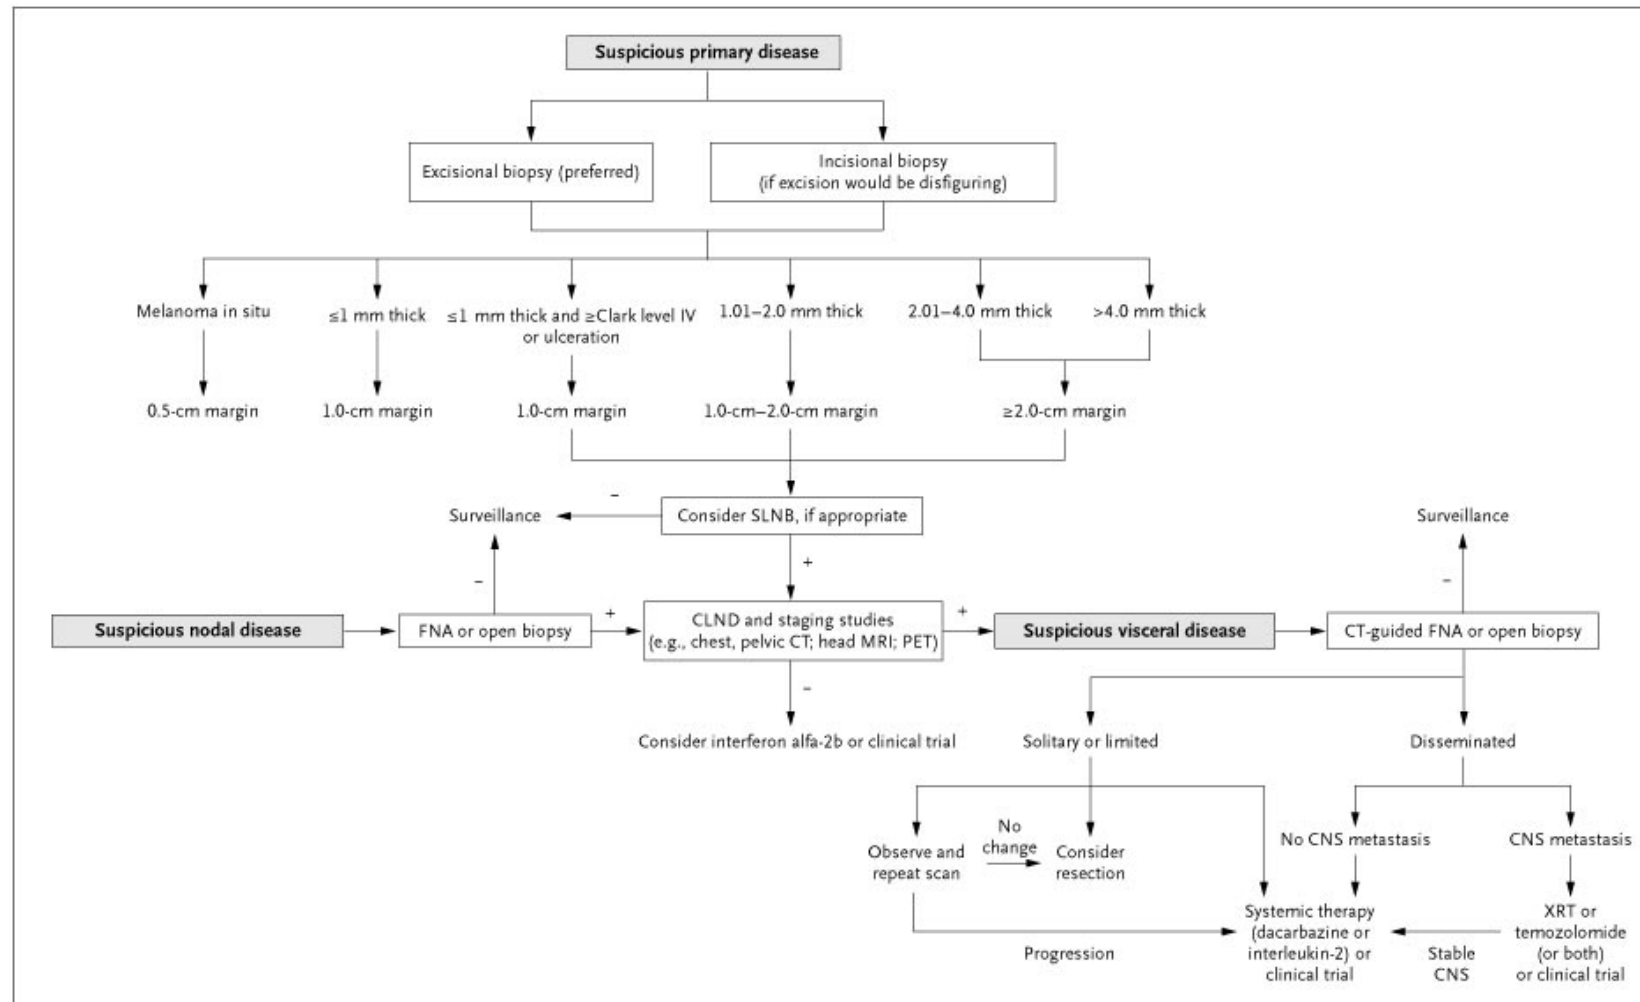 Suspicious primary disease
Excisional biopsy (preferred)
Incisional biopsy
(if excision would be disfiguring)
Melanoma in situ
≤1 mm thick
≤1 mm thick and ≥Clark level IV
or ulceration
1.01–2.0 mm thick
2.01–4.0 mm thick
>4.0 mm thick
0.5-cm margin
1.0-cm margin
1.0-cm margin
1.0-cm–2.0-cm margin
≥2.0-cm margin
–
Surveillance
Consider SLNB, if appropriate
Surveillance
–
+
–
Suspicious nodal disease
FNA or open biopsy
+
CLND and staging studies
(e.g., chest, pelvic CT; head MRI; PET)
+
Suspicious visceral disease
CT-guided FNA or open biopsy
–
Consider interferon alfa-2b or clinical trial
Solitary or limited
Disseminated
Observe and
repeat scan
No
change
Consider
resection
No CNS metastasis
CNS metastasis
Progression
Systemic therapy
(dacarbazine or
interleukin-2) or
clinical trial
Stable
CNS
XRT or
temozolomide
(or both)
or clinical trial